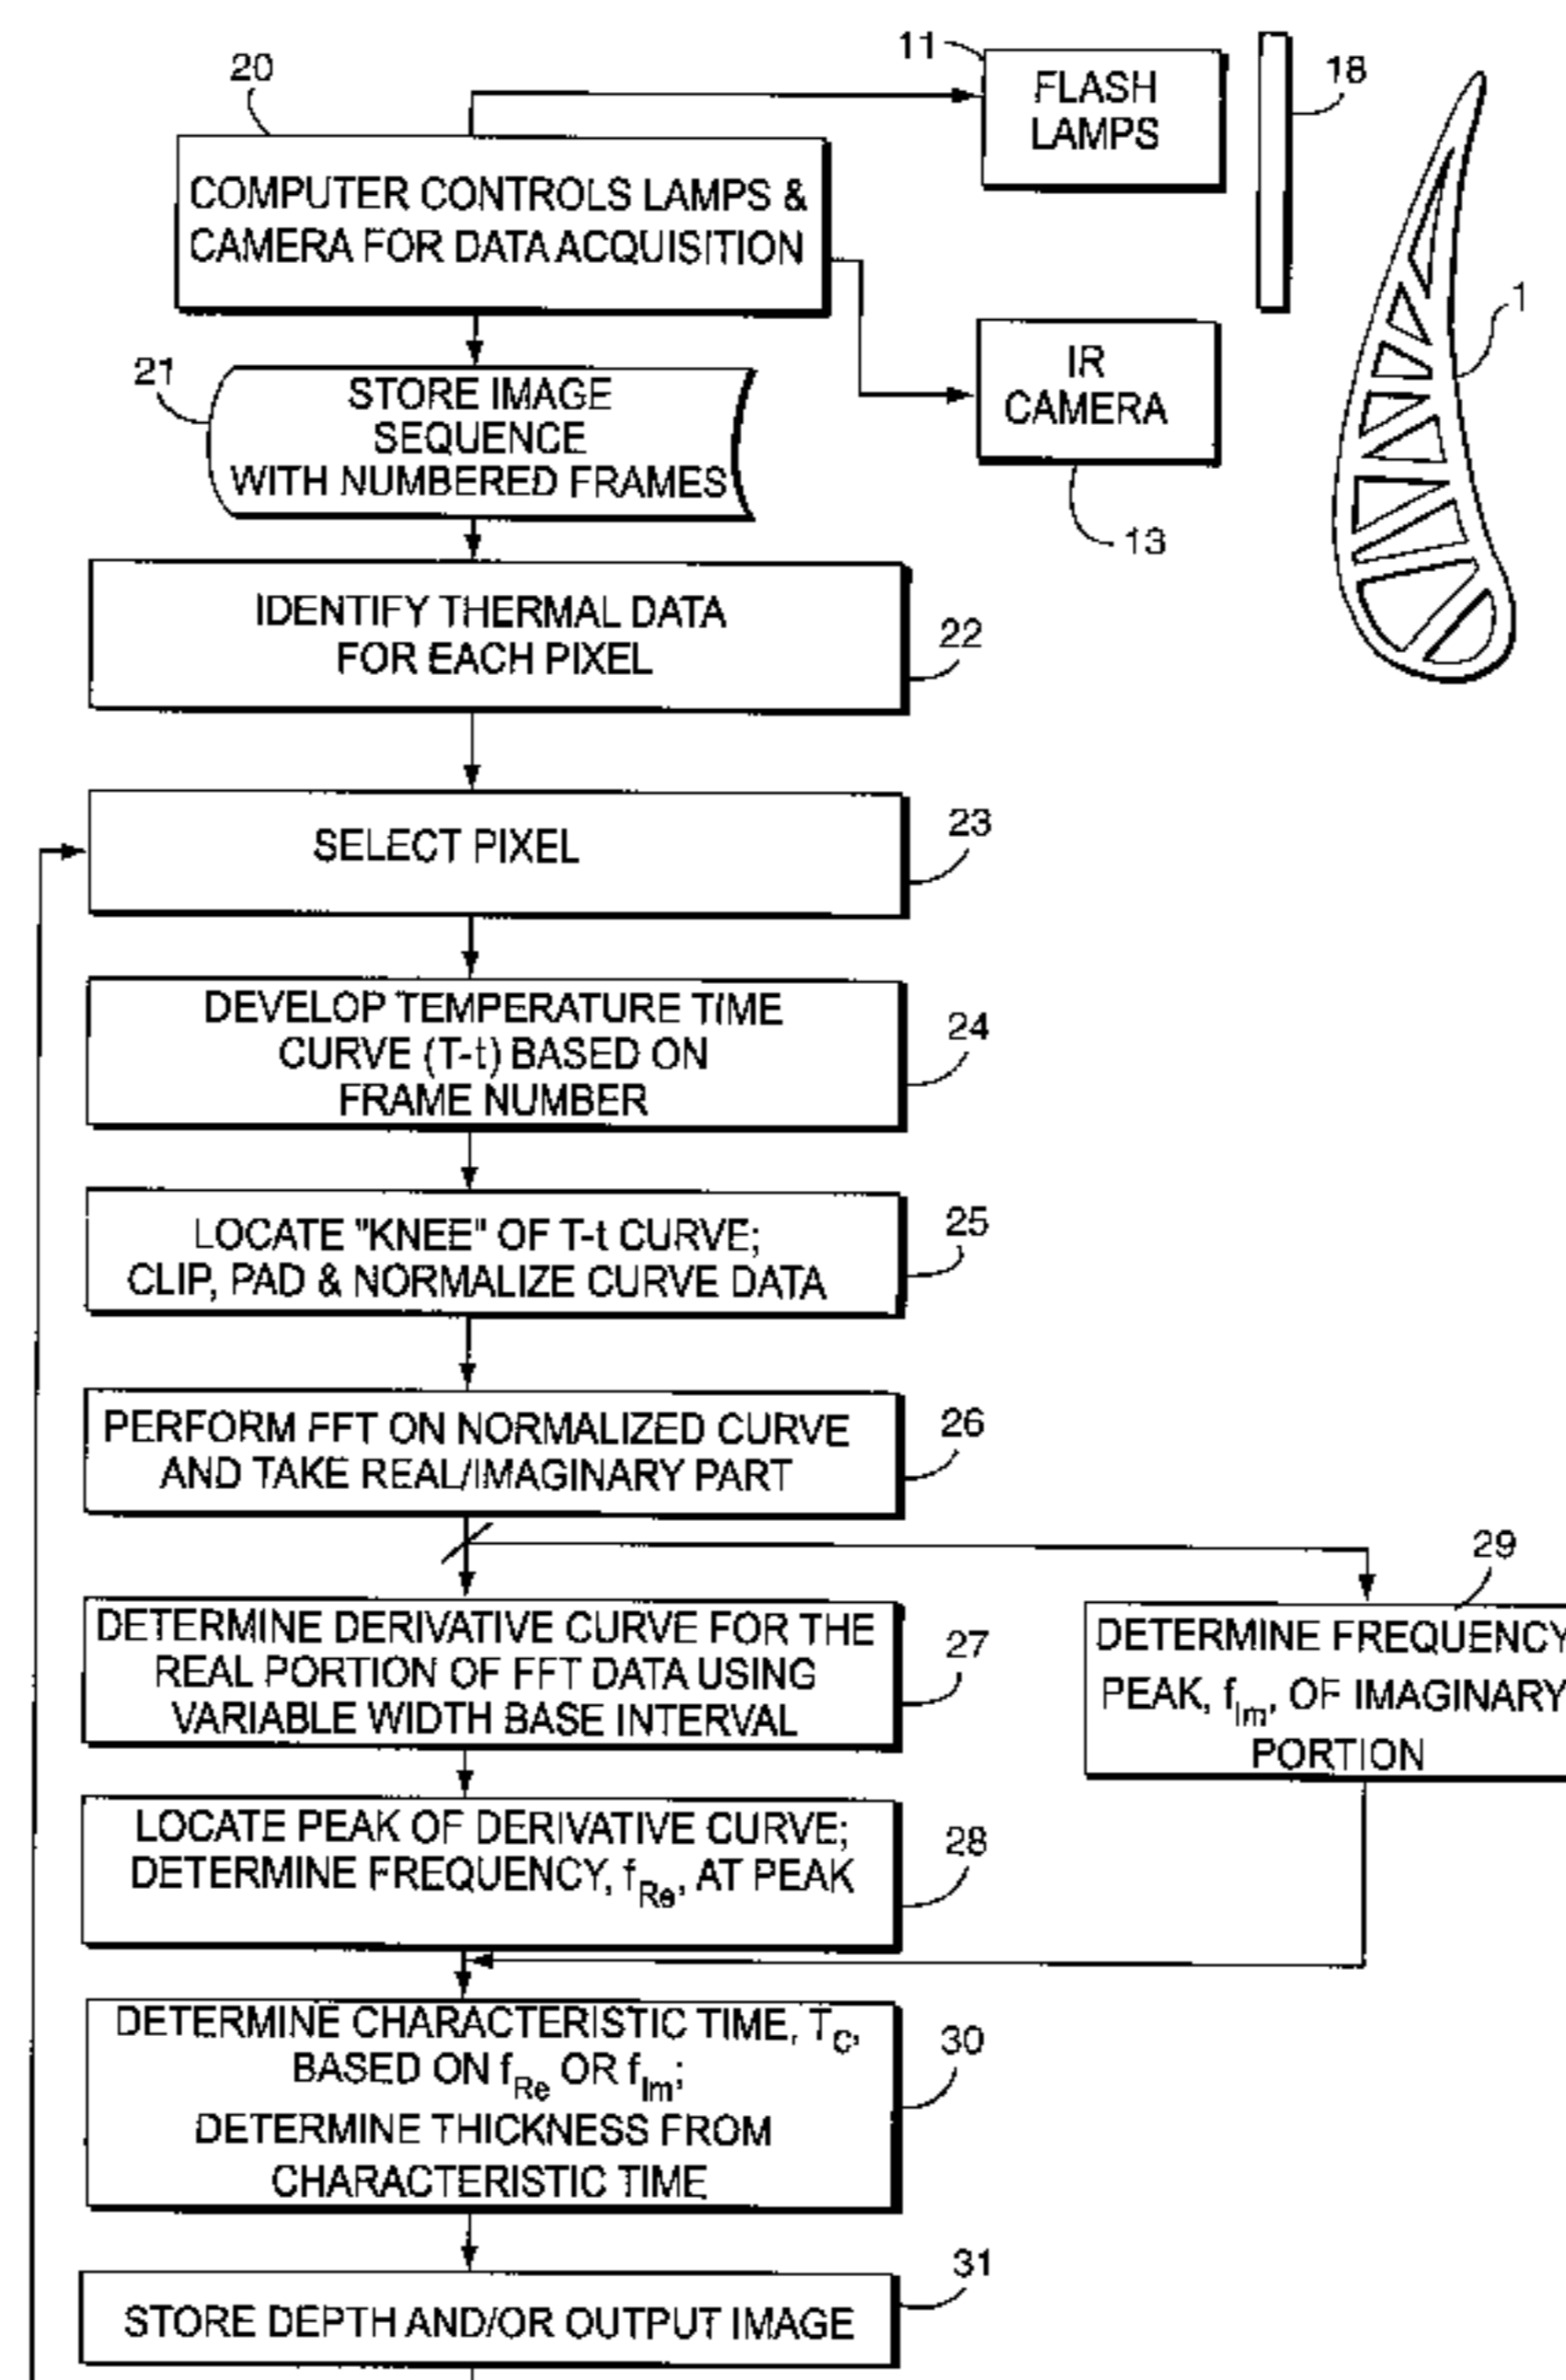 20
COMPUTER CONTROLS LAMPS &
CAMERA FOR DATA ACQUISITION
11
FLASH
LAMPS
18
1
IR
CAMERA
13
21
STORE IMAGE
SEQUENCE
WITH NUMBERED FRAMES
IDENTIFY THERMAL DATA
FOR EACH PIXEL
22
SELECT PIXEL
23
DEVELOP TEMPERATURE TIME
CURVE (T-t) BASED ON
FRAME NUMBER
24
LOCATE "KNEE" OF T-t CURVE;
CLIP, PAD & NORMALIZE CURVE DATA
25
PERFORM FFT ON NORMALIZED CURVE
AND TAKE REAL/IMAGINARY PART
26
DETERMINE DERIVATIVE CURVE FOR THE
REAL PORTION OF FFT DATA USING
VARIABLE WIDTH BASE INTERVAL
27
29
DETERMINE FREQUENCY
PEAK, fIm, OF IMAGINARY
PORTION
LOCATE PEAK OF DERIVATIVE CURVE;
DETERMINE FREQUENCY, fRe, AT PEAK
28
DETERMINE CHARACTERISTIC TIME, TC,
BASED ON fRe OR fIm;
DETERMINE THICKNESS FROM
CHARACTERISTIC TIME
30
STORE DEPTH AND/OR OUTPUT IMAGE
31